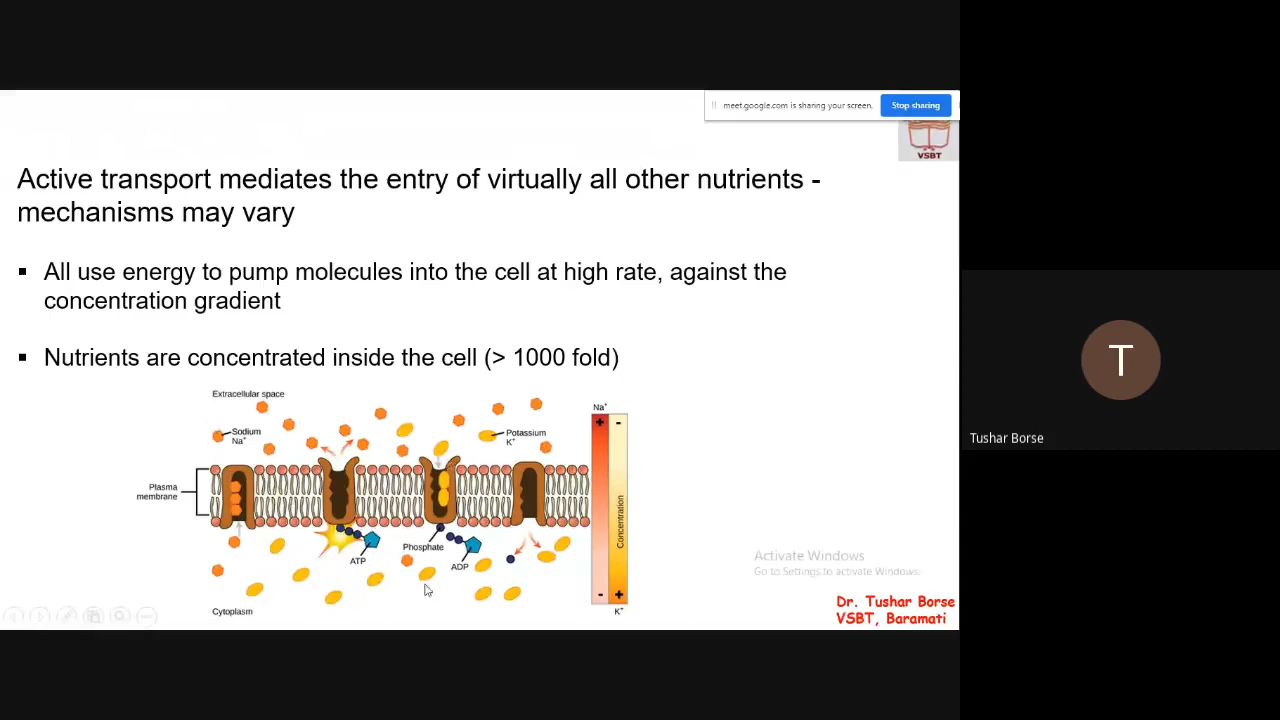 meet.google.com is sharing your screen.
Stop sharing
VSBT
Active transport mediates the entry of virtually all other nutrients -
mechanisms may vary
▪ All use energy to pump molecules into the cell at high rate, against the
concentration gradient
▪ Nutrients are concentrated inside the cell (> 1000 fold)
Extracellular space
Sodium
Na+
Potassium
K+
Na+
+ -
Plasma
membrane
Concentration
ATP
Phosphate
ADP
Cytoplasm
- +
K+
Activate Windows
Go to Settings to activate Windows.
Dr. Tushar Borse
VSBT, Baramati
T
Tushar Borse